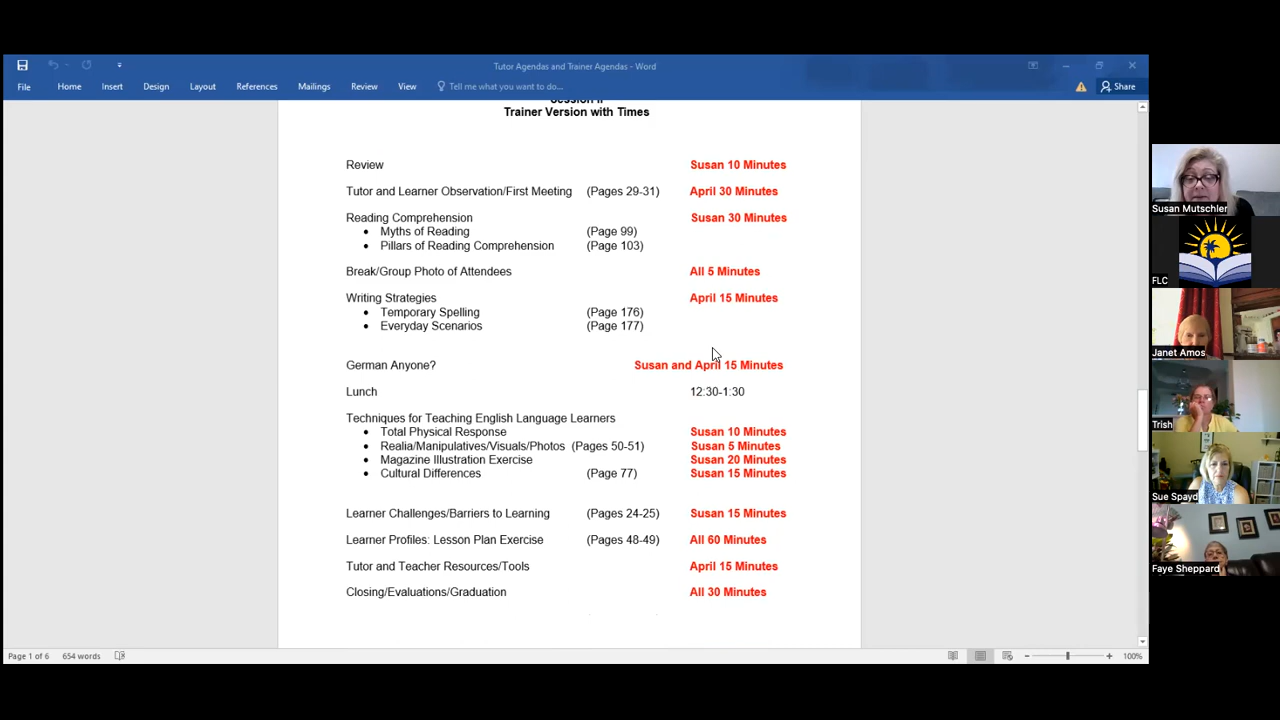 Tutor Agendas and Trainer Agendas - Word
File Home Insert Design Layout References Mailings Review View Tell me what you want to do... Share
Session II
Trainer Version with Times
Review Susan 10 Minutes
Tutor and Learner Observation/First Meeting (Pages 29-31) April 30 Minutes
Reading Comprehension Susan 30 Minutes
• Myths of Reading (Page 99)
• Pillars of Reading Comprehension (Page 103)
Break/Group Photo of Attendees All 5 Minutes
Writing Strategies April 15 Minutes
• Temporary Spelling (Page 176)
• Everyday Scenarios (Page 177)
German Anyone? Susan and April 15 Minutes
Lunch 12:30-1:30
Techniques for Teaching English Language Learners
• Total Physical Response Susan 10 Minutes
• Realia/Manipulatives/Visuals/Photos (Pages 50-51) Susan 5 Minutes
• Magazine Illustration Exercise Susan 20 Minutes
• Cultural Differences (Page 77) Susan 15 Minutes
Learner Challenges/Barriers to Learning (Pages 24-25) Susan 15 Minutes
Learner Profiles: Lesson Plan Exercise (Pages 48-49) All 60 Minutes
Tutor and Teacher Resources/Tools April 15 Minutes
Closing/Evaluations/Graduation All 30 Minutes
Page 1 of 6 654 words 100%
Susan Mutschler
FLC
Janet Amos
Trish
Sue Spayd
Faye Sheppard